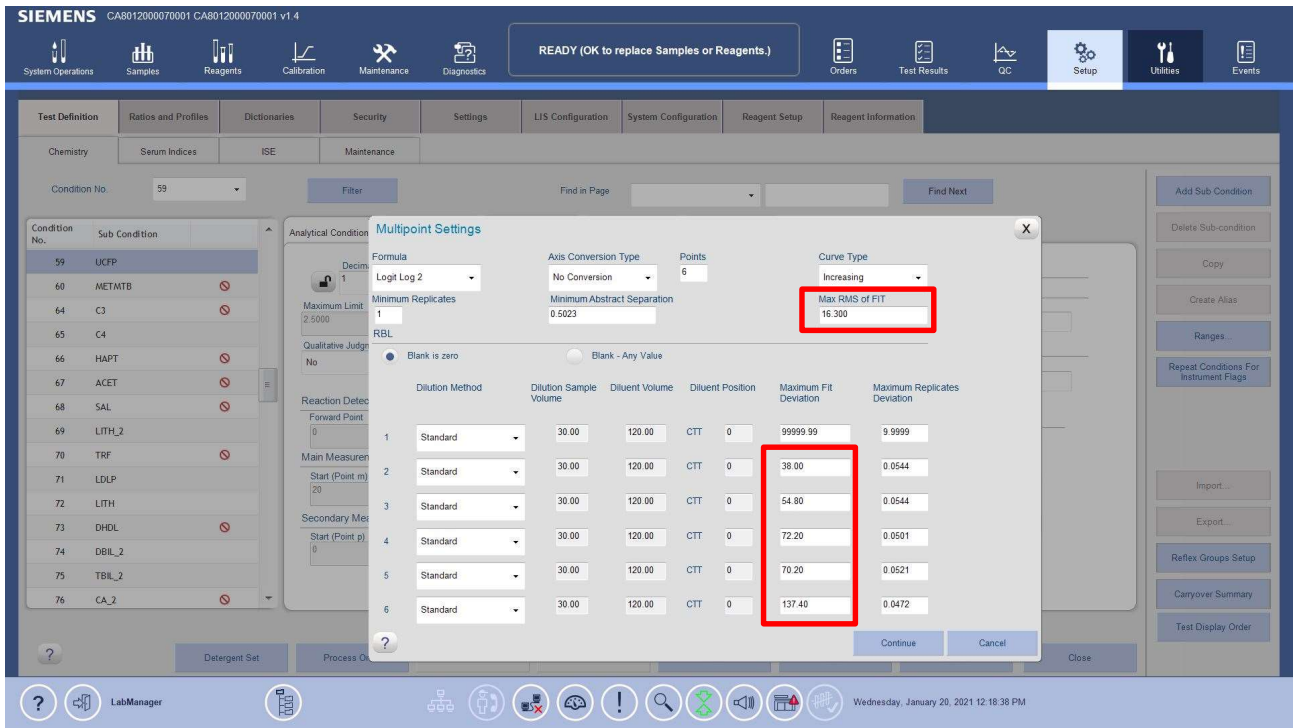 SIEMENS CA8012000070001 CA8012000070001 v1.4
System Operations Samples Reagents Calibration Maintenance Diagnostics READY (OK to replace Samples or Reagents.) Orders Test Results QC Setup Utilities Events
Test Definition Ratios and Profiles Dictionaries Security Settings LIS Configuration System Configuration Reagent Setup Reagent Information
Chemistry Serum Indices ISE Maintenance
Condition No. 59 Filter Find in Page Find Next Add Sub Condition
Condition No. Sub Condition Analytical Condition Multipoint Settings X Delete Sub-condition
59 UCFP
60 METMTB
64 C3
65 C4
66 HAPT
67 ACET
68 SAL
69 LITH_2
70 TRF
71 LDLP
72 LITH
73 DHDL
74 DBIL_2
75 TBIL_2
76 CA_2
Decim
1
Maximum Limit
2.5000
Qualitative Judgm
No
Reaction Detec
Forward Point
0
Main Measurem
Start (Point m)
20
Secondary Mea
Start (Point p)
0
Formula Axis Conversion Type Points Curve Type
Logit Log 2 No Conversion 6 Increasing
Minimum Replicates Minimum Abstract Separation Max RMS of FIT
1 0.5023 16.300
RBL
Blank is zero Blank - Any Value
Dilution Method Dilution Sample Volume Diluent Volume Diluent Position Maximum Fit Deviation Maximum Replicates Deviation
1 Standard 30.00 120.00 CTT 0 99999.99 9.9999
2 Standard 30.00 120.00 CTT 0 38.00 0.0544
3 Standard 30.00 120.00 CTT 0 54.80 0.0544
4 Standard 30.00 120.00 CTT 0 72.20 0.0501
5 Standard 30.00 120.00 CTT 0 70.20 0.0521
6 Standard 30.00 120.00 CTT 0 137.40 0.0472
? Continue Cancel
Copy
Create Alias
Ranges...
Repeat Conditions For
Instrument Flags
Import...
Export...
Reflex Groups Setup
Carryover Summary
Test Display Order
? Detergent Set Process O Close
? LabManager ! Wednesday, January 20, 2021 12:18:38 PM